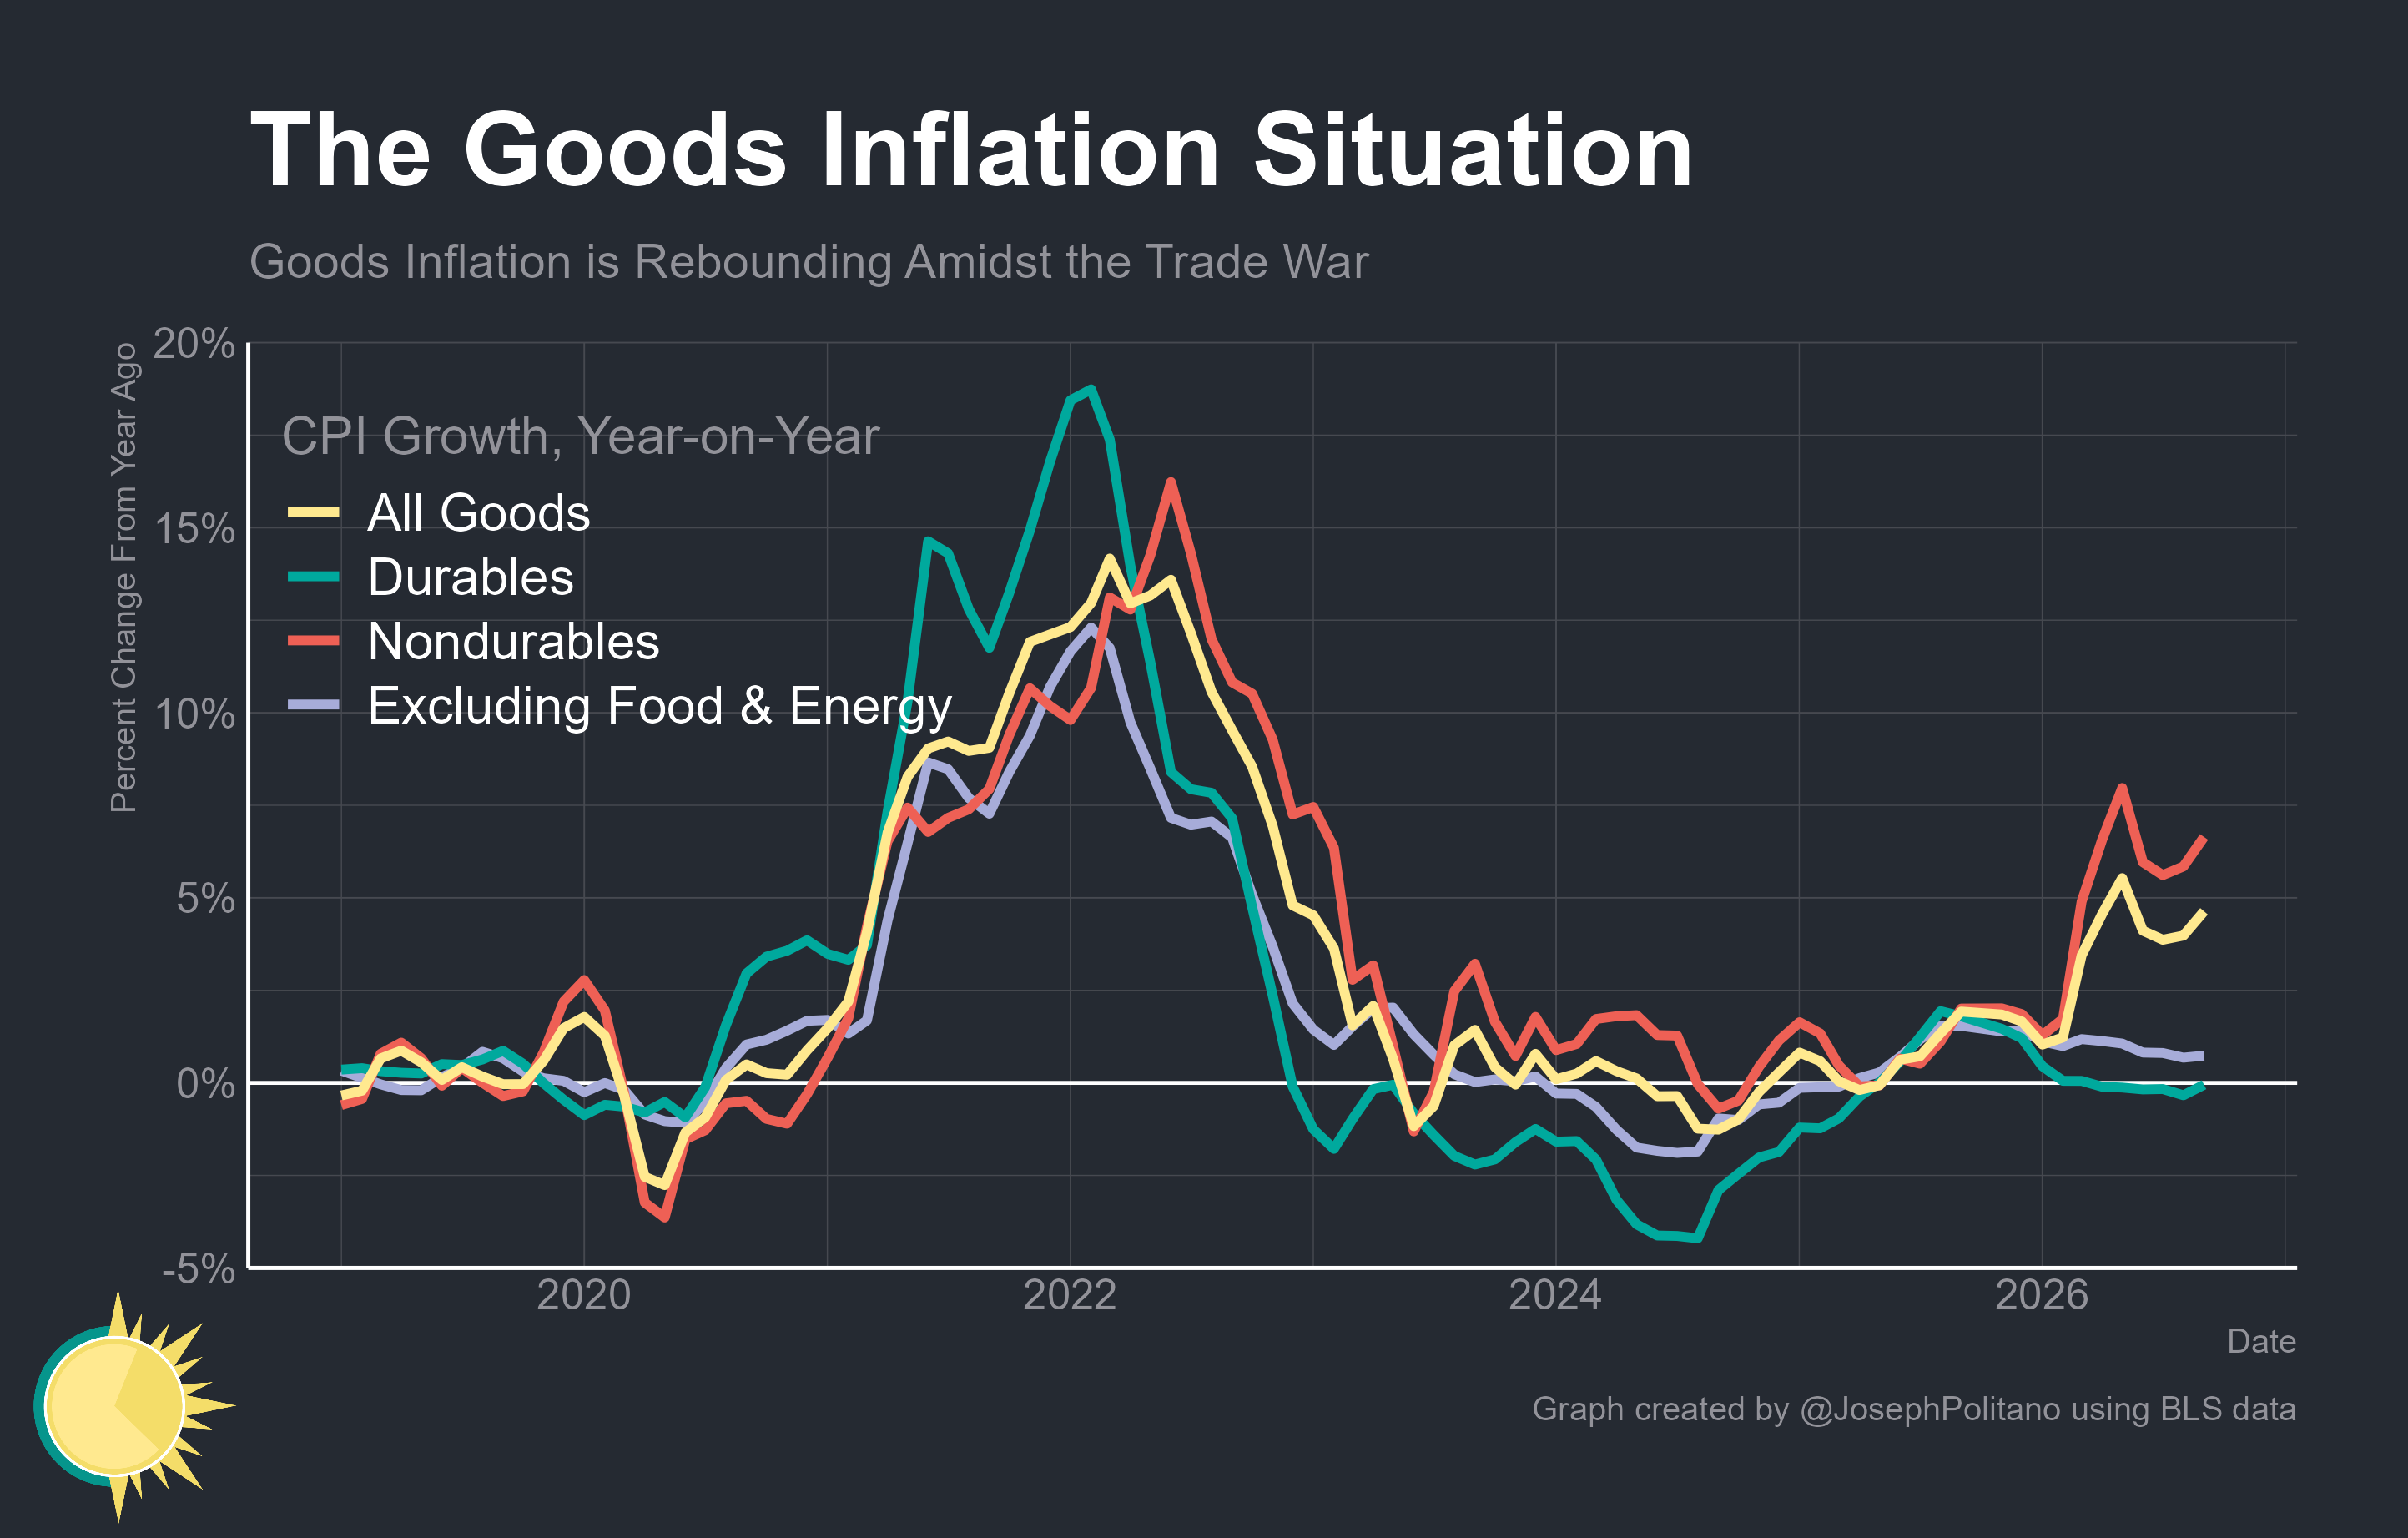 The Goods Inflation Situation
Goods Inflation is Rebounding Amidst the Trade War
Percent Change From Year Ago
20%
15%
10%
5%
0%
-5%
CPI Growth, Year-on-Year
All Goods
Durables
Nondurables
Excluding Food & Energy
2020
2022
2024
2026
Date
Graph created by @JosephPolitano using BLS data